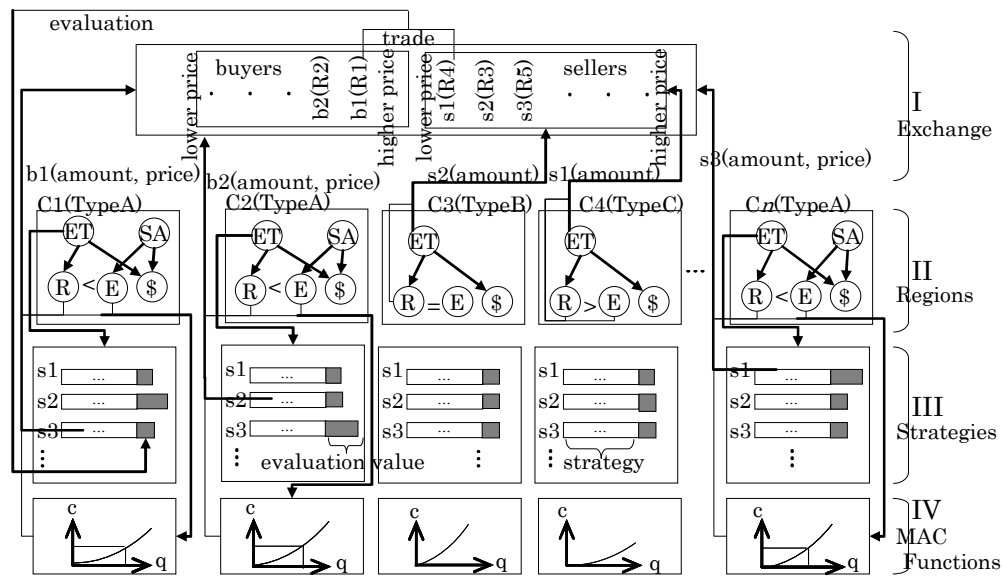 evaluation
trade
lower price
buyers
b2(R2)
b1(R1)
higher price
lower price
s1(R4)
s2(R3)
s3(R5)
sellers
higher price
I
Exchange
b1(amount, price)
b2(amount, price)
s2(amount)
s1(amount)
s3(amount, price)
C1(TypeA)
C2(TypeA)
C3(TypeB)
C4(TypeC)
Cn(TypeA)
ET SA
R < E $
ET SA
R < E $
ET
R = E $
ET
R > E $
...
ET SA
R < E $
II
Regions
s1 ...
s2 ...
s3 ...
s1 ...
s2 ...
s3 ...
evaluation value
s1 ...
s2 ...
s3 ...
s1 ...
s2 ...
s3 ...
strategy
s1 ...
s2 ...
s3 ...
III
Strategies
c
q
c
q
c
q
c
q
c
q
IV
MAC
Functions